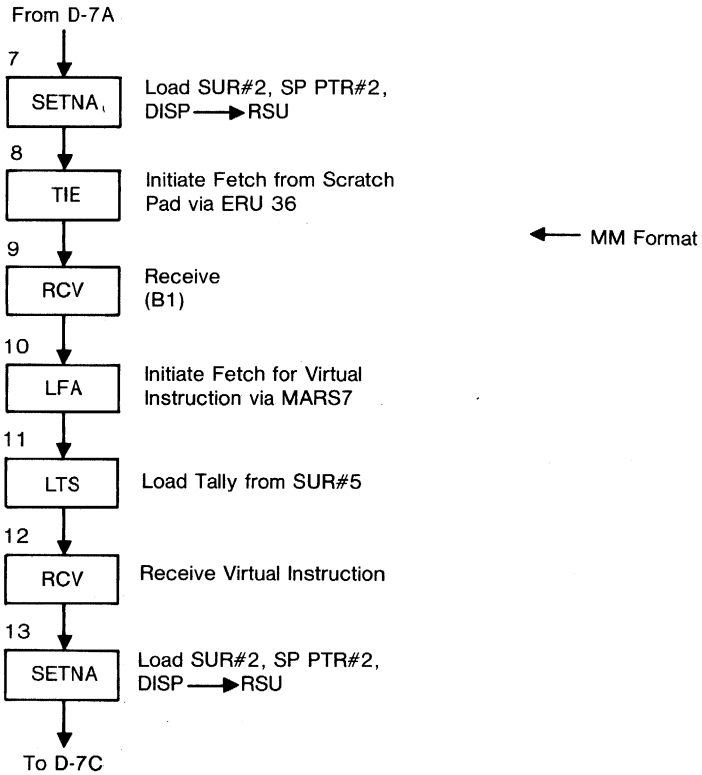 From D-7A
7
SETNA
Load SUR#2, SP PTR#2,
DISP → RSU
8
TIE
Initiate Fetch from Scratch
Pad via ERU 36
← MM Format
9
RCV
Receive
(B1)
10
LFA
Initiate Fetch for Virtual
Instruction via MARS7
11
LTS
Load Tally from SUR#5
12
RCV
Receive Virtual Instruction
13
SETNA
Load SUR#2, SP PTR#2,
DISP → RSU
To D-7C